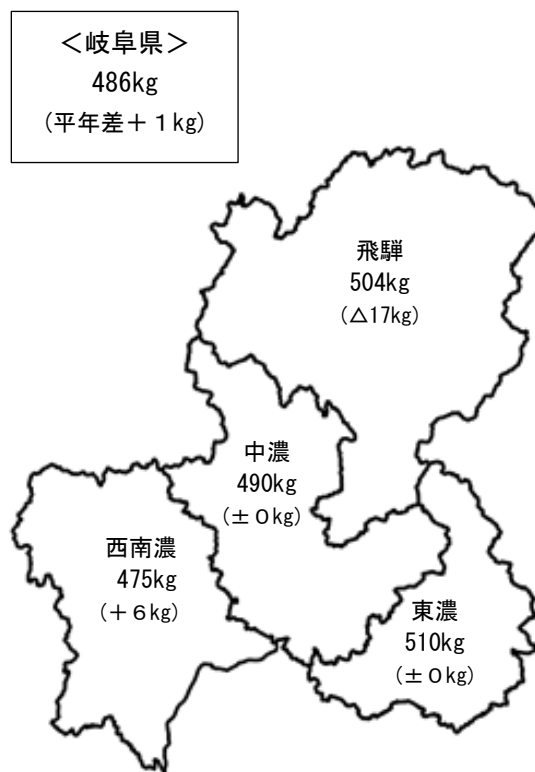 ＜岐阜県＞
486kg
(平年差＋１kg)
飛騨
504kg
(△17kg)
中濃
490kg
(±０kg)
西南濃
475kg
(＋６kg)
東濃
510kg
(±０kg)